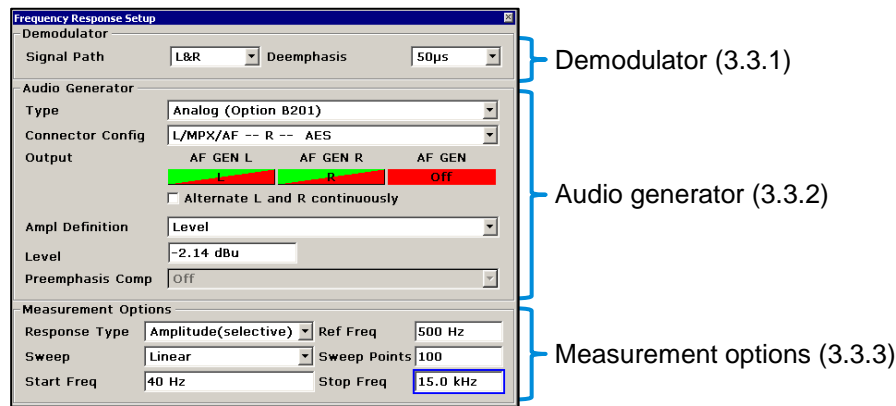 Frequency Response Setup
Demodulator
Signal Path L&R Deemphasis 50µs
Demodulator (3.3.1)
Audio Generator
Type Analog (Option B201)
Connector Config L/MPX/AF -- R -- AES
Output AF GEN L AF GEN R AF GEN
L R Off
Alternate L and R continuously
Audio generator (3.3.2)
Ampl Definition Level
Level -2.14 dBu
Preemphasis Comp Off
Measurement Options
Response Type Amplitude(selective) Ref Freq 500 Hz
Sweep Linear Sweep Points 100
Measurement options (3.3.3)
Start Freq 40 Hz Stop Freq 15.0 kHz